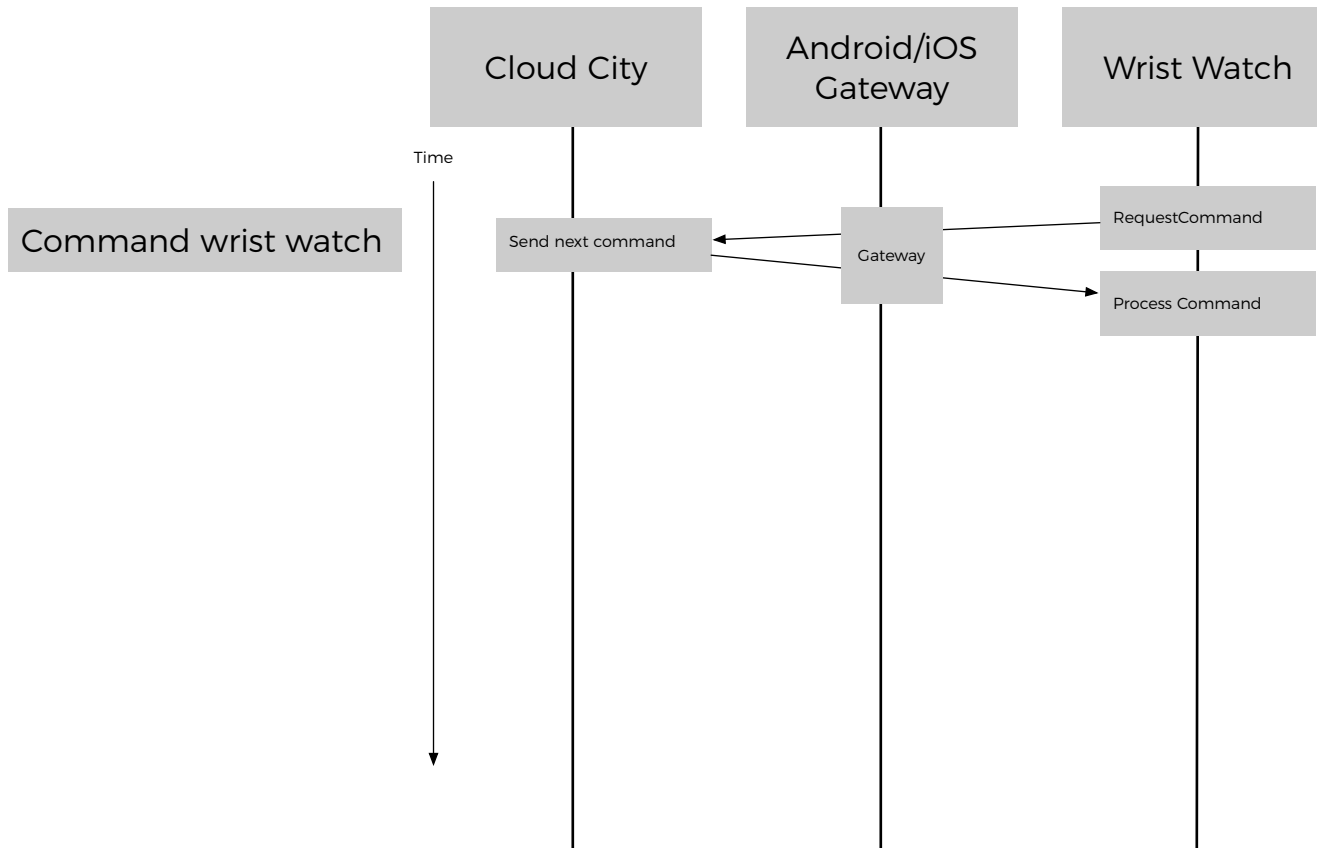 Cloud City
Android/iOS
Gateway
Wrist Watch
Time
Command wrist watch
Send next command
Gateway
RequestCommand
Process Command